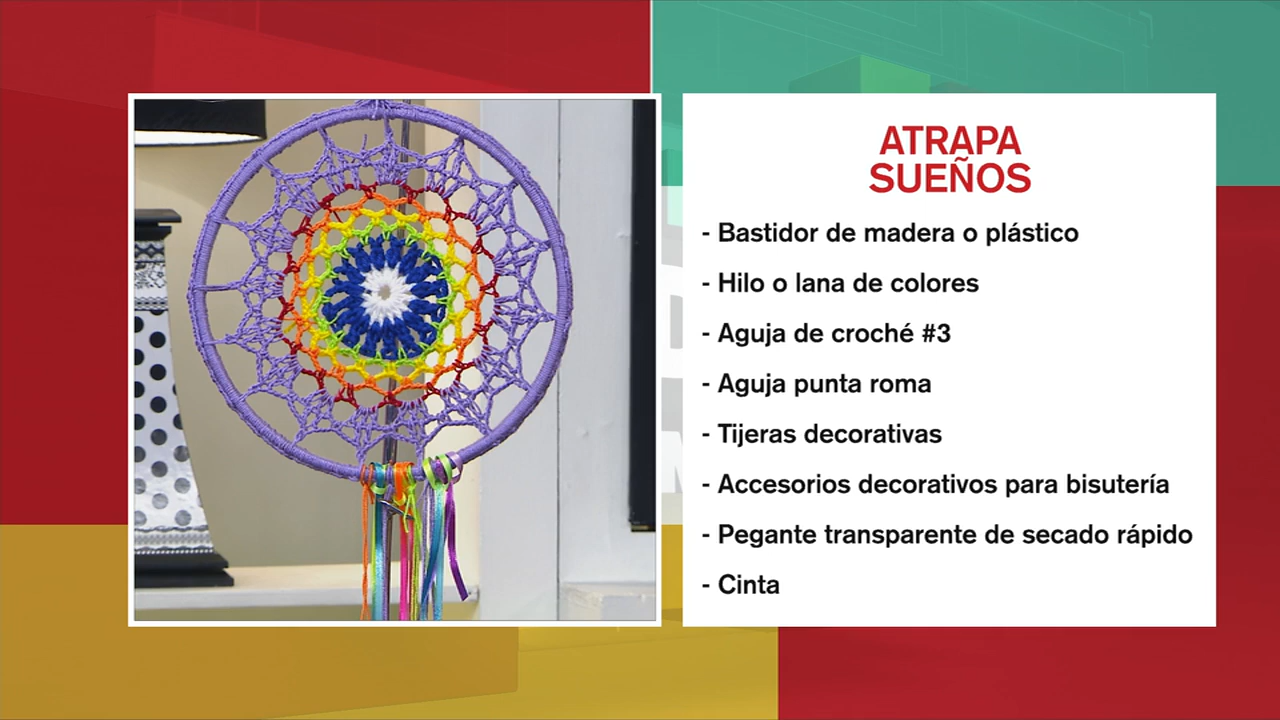 ATRAPA
SUEÑOS
- Bastidor de madera o plástico
- Hilo o lana de colores
- Aguja de croché #3
- Aguja punta roma
- Tijeras decorativas
- Accesorios decorativos para bisutería
- Pegante transparente de secado rápido
- Cinta